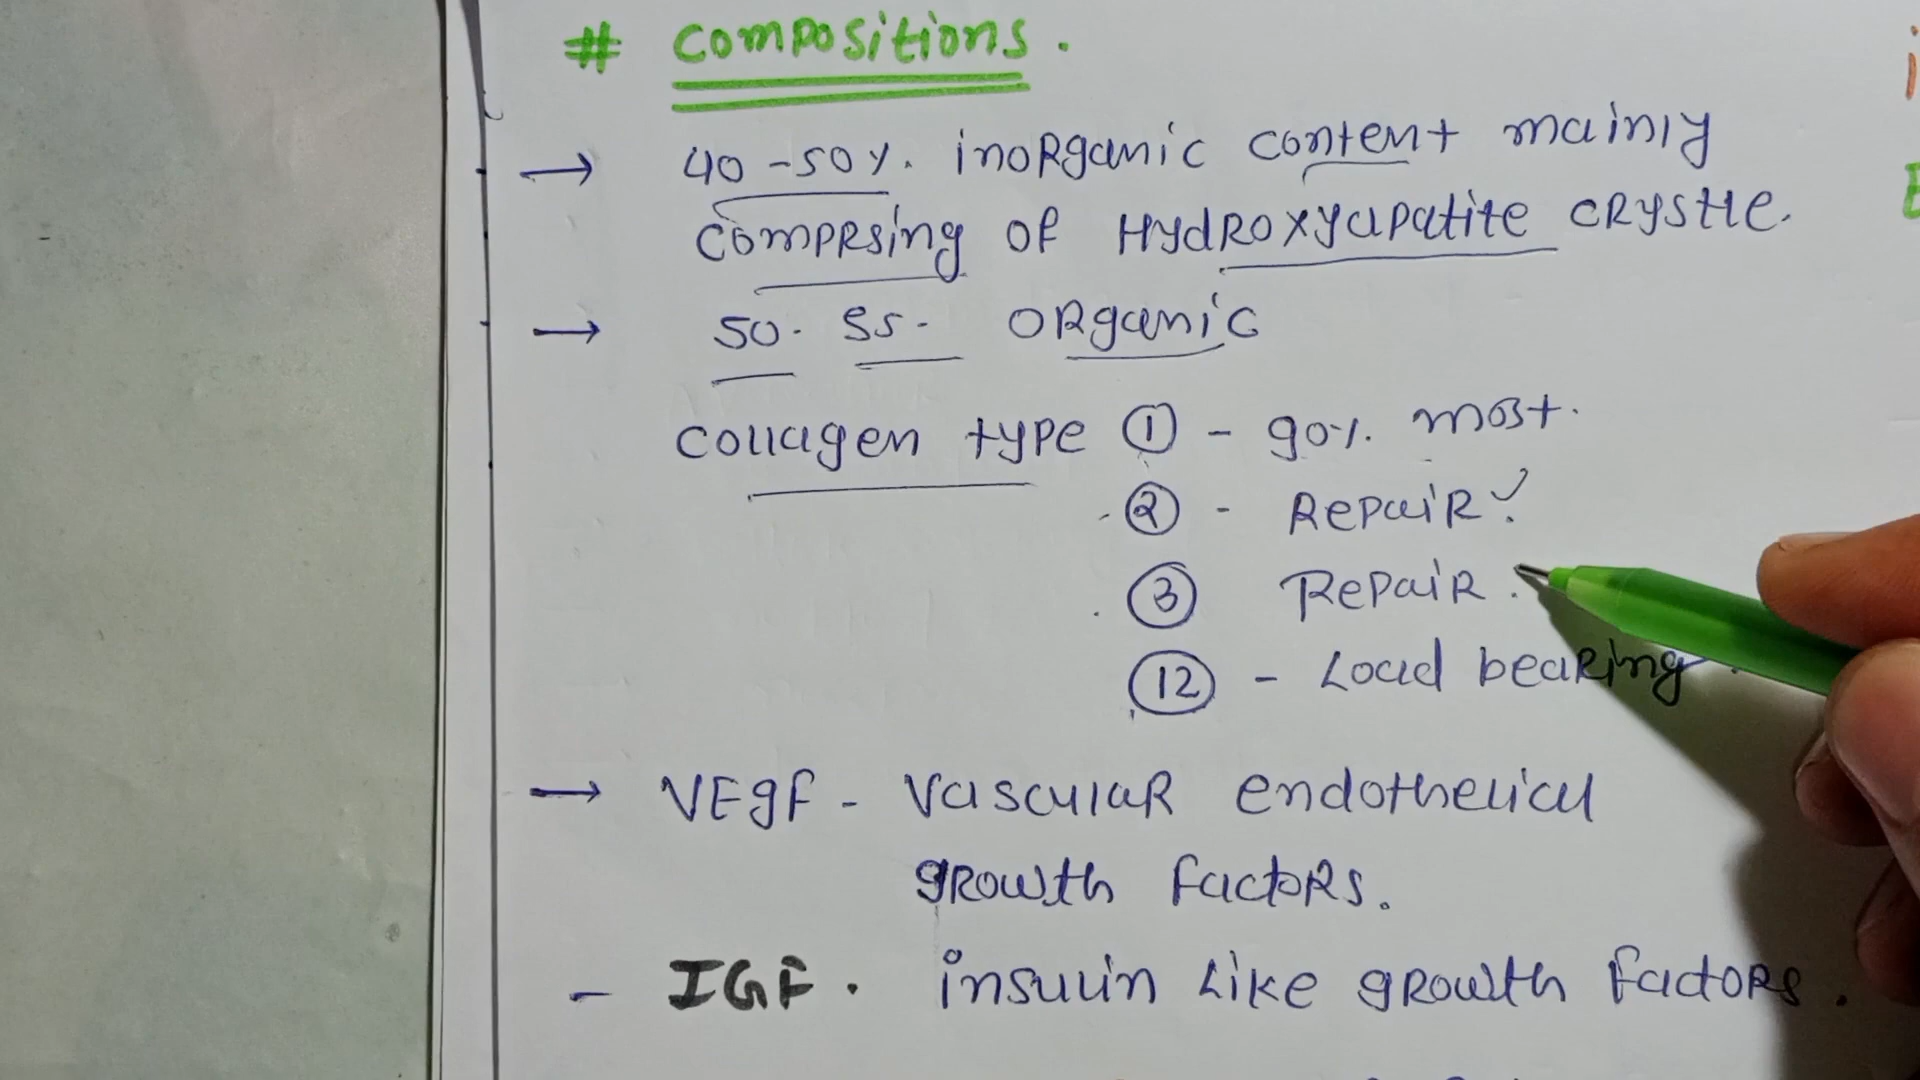 # Compositions.
→ 40-50%. inorganic content mainly
comprsing of Hydroxyapatite crystle.
→ 50-55- organic
collagen type ① - 90%. most.
② - Repair ✓
③ Repair.
⑫ - Load bearing.
→ VEgF - Vascular endothelial
growth factors.
- IGF. insulin Like growth factors.